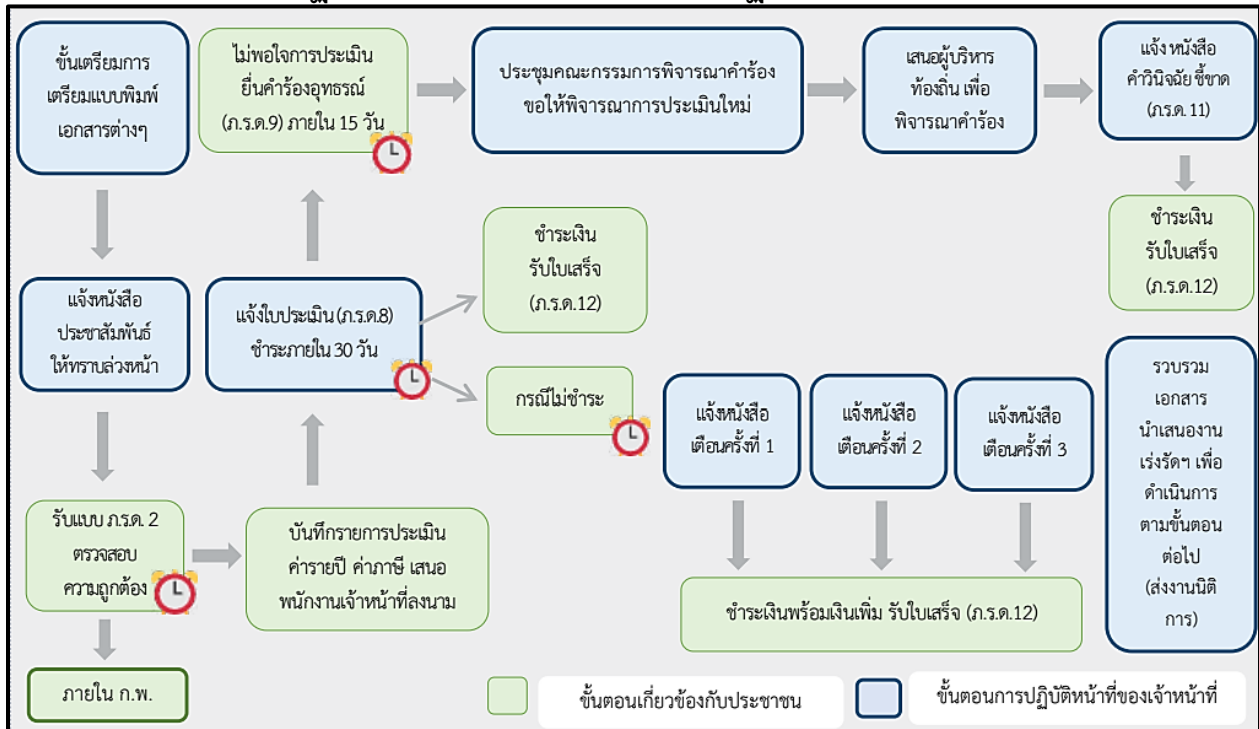 ขั้นเตรียมการ
เตรียมแบบพิมพ์
เอกสารต่างๆ
ไม่พอใจการประเมิน
ยื่นคำร้องอุทธรณ์
(ภ.ร.ด.9) ภายใน 15 วัน
ประชุมคณะกรรมการพิจารณาคำร้อง
ขอให้พิจารณาการประเมินใหม่
เสนอผู้บริหาร
ท้องถิ่น เพื่อ
พิจารณาคำร้อง
แจ้ง หนังสือ
คำวินิจฉัย ชี้ขาด
(ภ.ร.ด. 11)
ชำระเงิน
รับใบเสร็จ
(ภ.ร.ด.12)
ชำระเงิน
รับใบเสร็จ
(ภ.ร.ด.12)
แจ้งหนังสือ
ประชาสัมพันธ์
ให้ทราบล่วงหน้า
แจ้งใบประเมิน (ภ.ร.ด.8)
ชำระภายใน 30 วัน
กรณีไม่ชำระ
แจ้งหนังสือ
เตือนครั้งที่ 1
แจ้งหนังสือ
เตือนครั้งที่ 2
แจ้งหนังสือ
เตือนครั้งที่ 3
รวบรวม
เอกสาร
นำเสนองาน
เร่งรัดฯ เพื่อ
ดำเนินการ
ตามขั้นตอน
ต่อไป
(ส่งงานนิติ
การ)
รับแบบ ภ.ร.ด. 2
ตรวจสอบ
ความถูกต้อง
บันทึกรายการประเมิน
ค่ารายปี ค่าภาษี เสนอ
พนักงานเจ้าหน้าที่ลงนาม
ชำระเงินพร้อมเงินเพิ่ม รับใบเสร็จ (ภ.ร.ด.12)
ภายใน ก.พ.
ขั้นตอนเกี่ยวข้องกับประชาชน
ขั้นตอนการปฏิบัติหน้าที่ของเจ้าหน้าที่